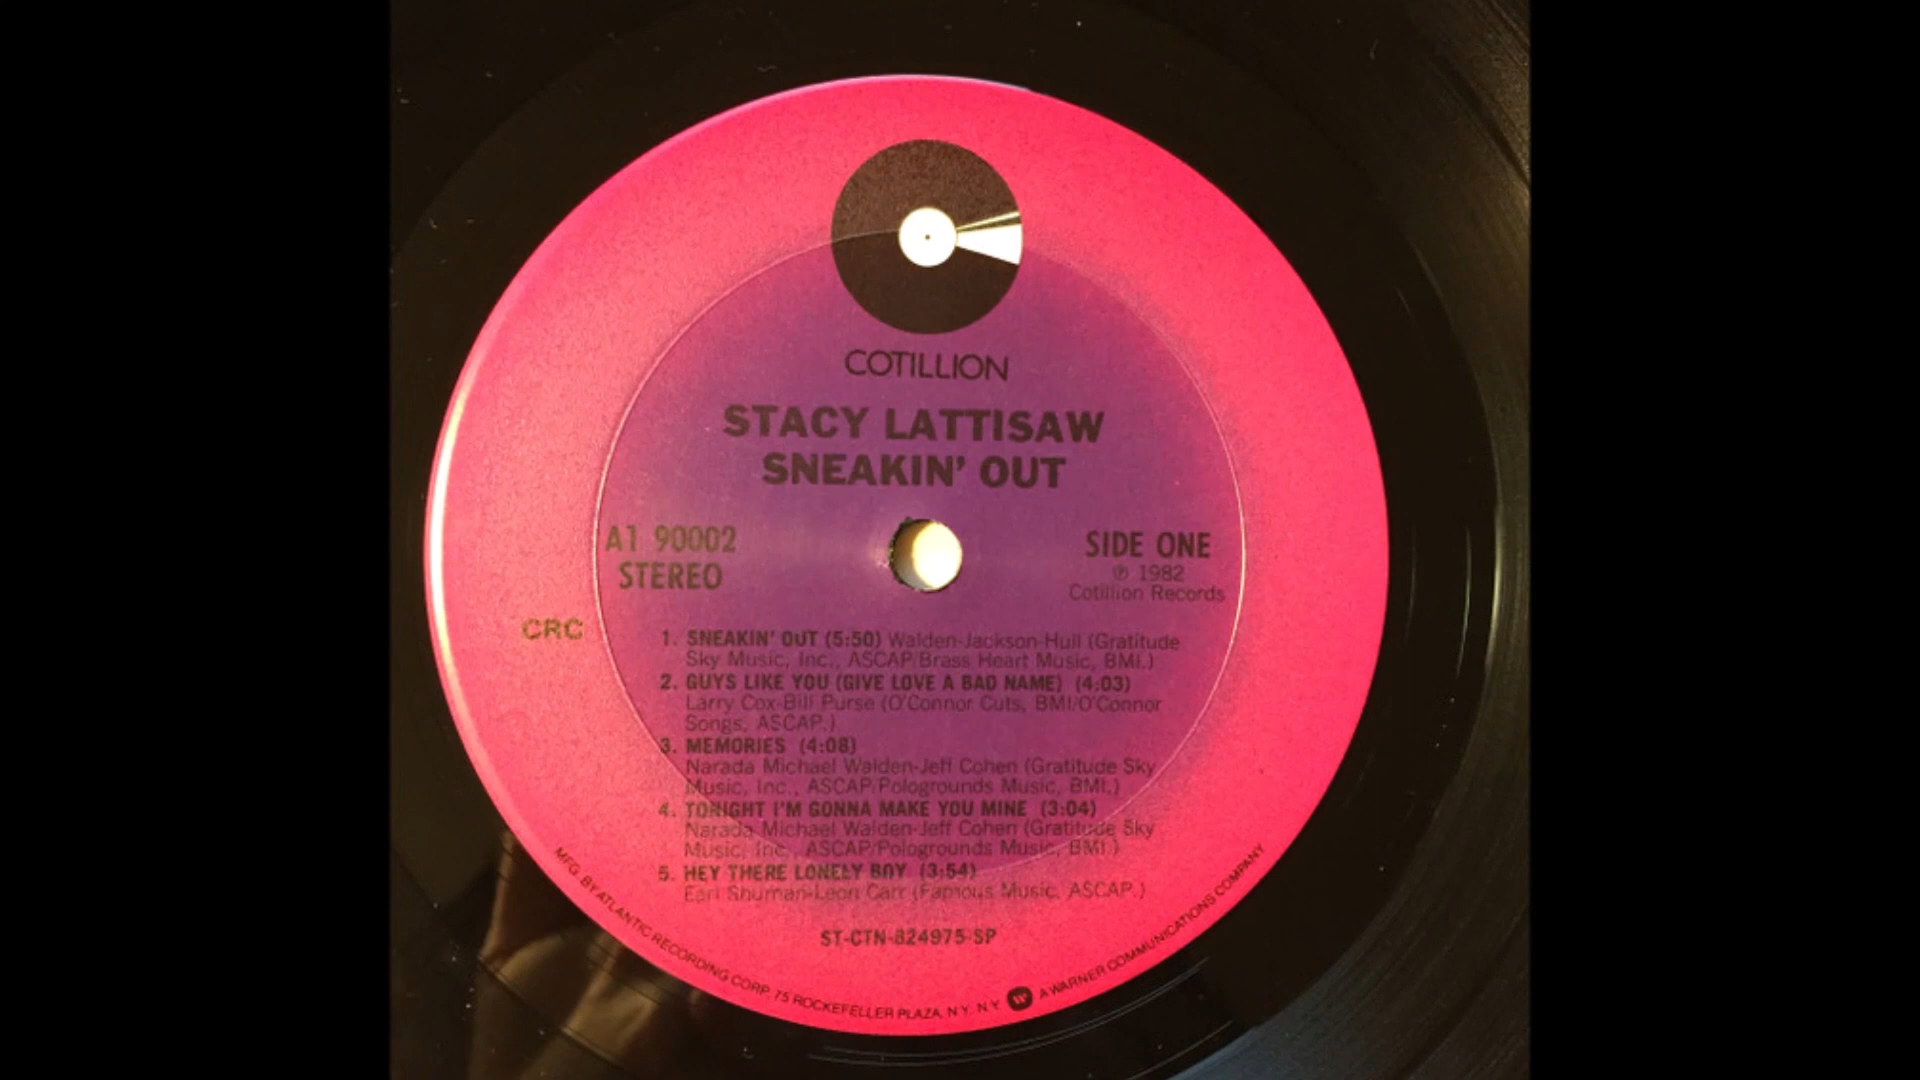 COTILLION
STACY LATTISAW
SNEAKIN' OUT
A1 90002
STEREO
SIDE ONE
℗ 1982
Cotillion Records
CRC
1. SNEAKIN' OUT (5:50) Walden-Jackson-Hull (Gratitude
Sky Music, Inc., ASCAP/Brass Heart Music, BMI.)
2. GUYS LIKE YOU (GIVE LOVE A BAD NAME) (4:03)
Larry Cox-Bill Purse (O'Connor Cuts, BMI/O'Connor
Songs, ASCAP.)
3. MEMORIES (4:08)
Narada Michael Walden-Jeff Cohen (Gratitude Sky
Music, Inc., ASCAP/Pologrounds Music, BMI.)
4. TONIGHT I'M GONNA MAKE YOU MINE (3:04)
Narada Michael Walden-Jeff Cohen (Gratitude Sky
Music, Inc., ASCAP/Pologrounds Music, BMI.)
5. HEY THERE LONELY BOY (3:54)
Earl Shuman-Leon Carr (Famous Music, ASCAP.)
ST-CTN-824975-SP
MFG. BY ATLANTIC RECORDING CORP. 75 ROCKEFELLER PLAZA, N.Y. N.Y. A WARNER COMMUNICATIONS COMPANY